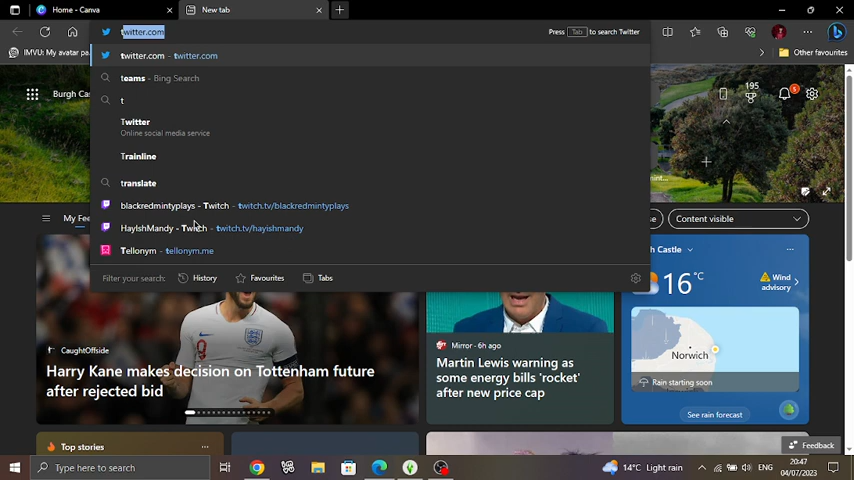 Home - Canva
New tab
twitter.com
Press Tab to search Twitter
IMVU: My avatar pa
Other favourites
twitter.com - twitter.com
teams - Bing Search
t
Twitter
Online social media service
Trainline
translate
blackredmintyplays - Twitch - twitch.tv/blackredmintyplays
HayIshMandy - Twitch - twitch.tv/hayishmandy
Tellonym - tellonym.me
Filter your search:
History
Favourites
Tabs
Burgh Cas
195
5
My Fee
Content visible
CaughtOffside
Harry Kane makes decision on Tottenham future
after rejected bid
Mirror - 6h ago
Martin Lewis warning as
some energy bills 'rocket'
after new price cap
h Castle
16°C
Wind
advisory
Norwich
Rain starting soon
See rain forecast
Top stories
Feedback
Type here to search
14°C Light rain
ENG
20:47
04/07/2023